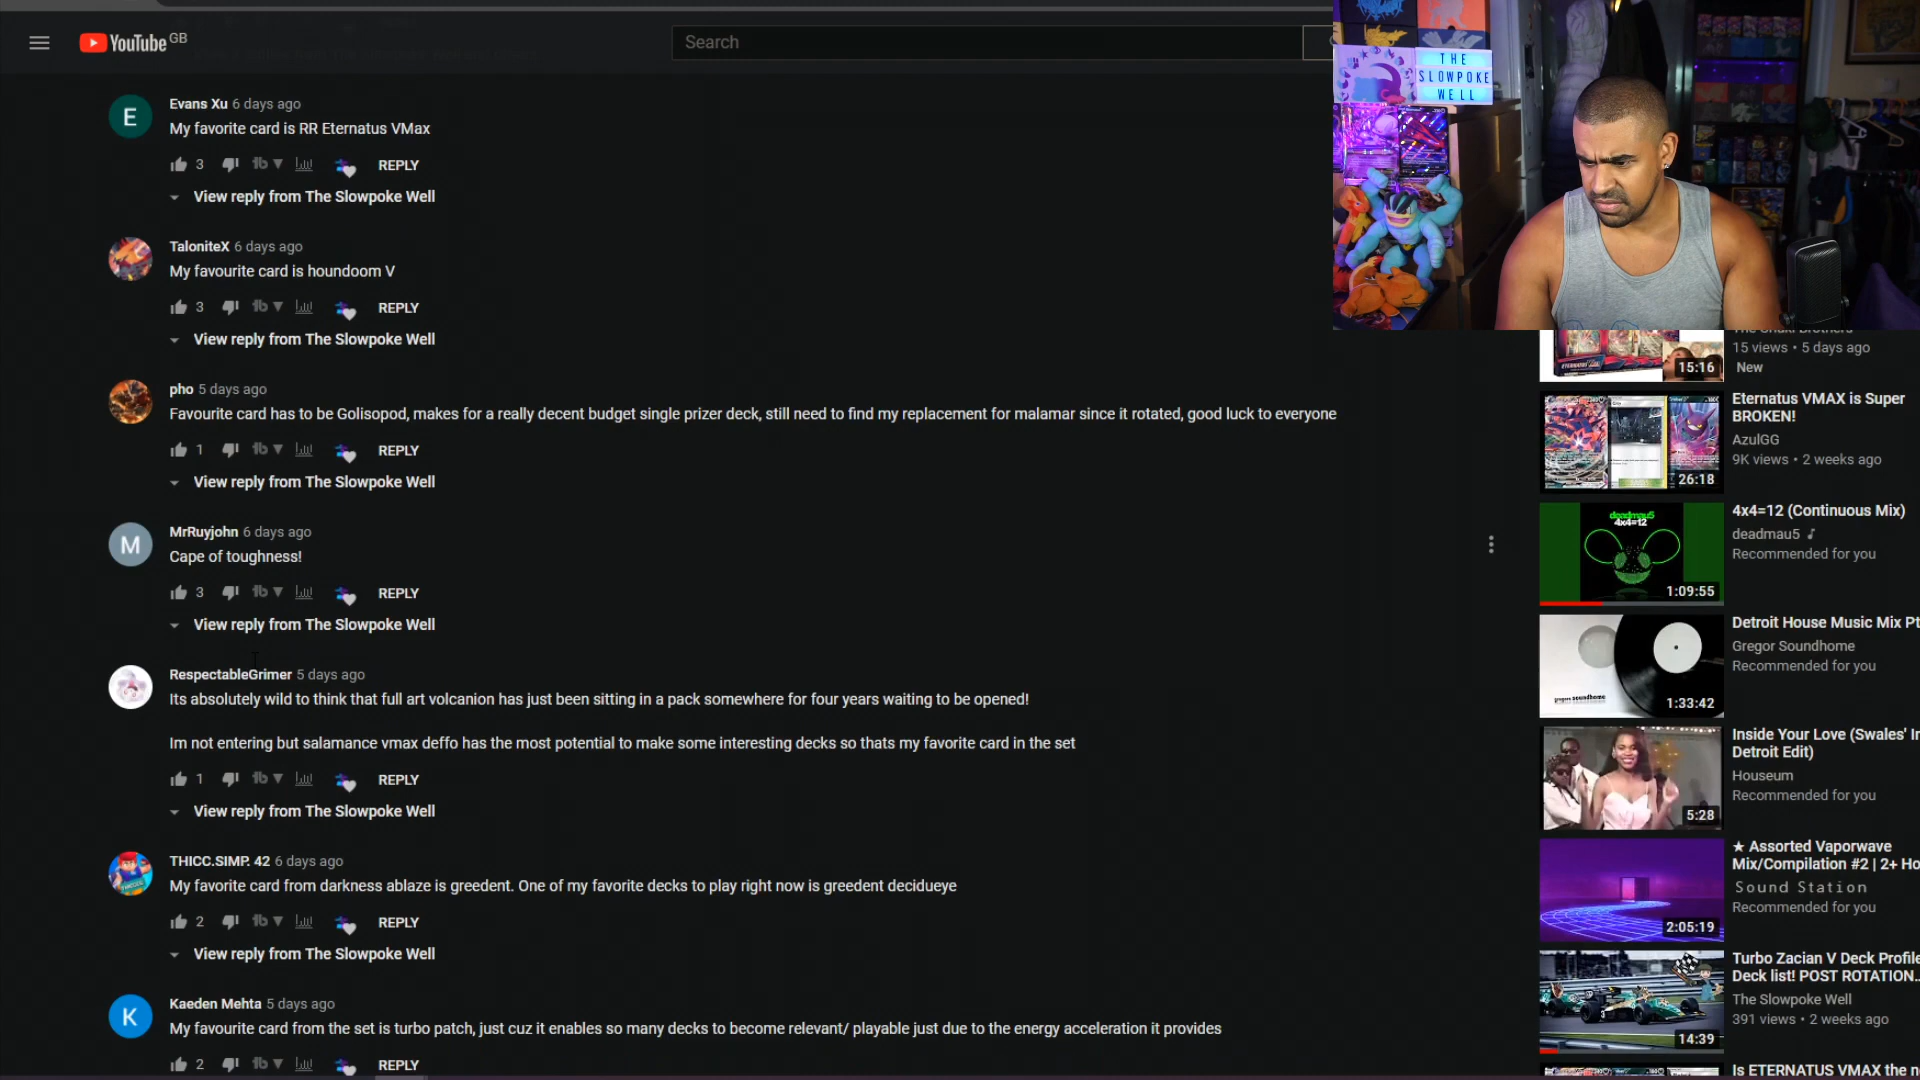 YouTube GB
Search
THE
SLOWPOKE
WELL
E
Evans Xu 6 days ago
My favorite card is RR Eternatus VMax
3 REPLY
View reply from The Slowpoke Well
TaloniteX 6 days ago
My favourite card is houndoom V
3 REPLY
View reply from The Slowpoke Well
pho 5 days ago
Favourite card has to be Golisopod, makes for a really decent budget single prizer deck, still need to find my replacement for malamar since it rotated, good luck to everyone
1 REPLY
View reply from The Slowpoke Well
M
MrRuyjohn 6 days ago
Cape of toughness!
3 REPLY
View reply from The Slowpoke Well
RespectableGrimer 5 days ago
Its absolutely wild to think that full art volcanion has just been sitting in a pack somewhere for four years waiting to be opened!
Im not entering but salamance vmax deffo has the most potential to make some interesting decks so thats my favorite card in the set
1 REPLY
View reply from The Slowpoke Well
THICC.SIMP. 42 6 days ago
My favorite card from darkness ablaze is greedent. One of my favorite decks to play right now is greedent decidueye
2 REPLY
View reply from The Slowpoke Well
K
Kaeden Mehta 5 days ago
My favourite card from the set is turbo patch, just cuz it enables so many decks to become relevant/ playable just due to the energy acceleration it provides
2 REPLY
15 views • 5 days ago
New
15:16
Eternatus VMAX is Super
BROKEN!
AzulGG
9K views • 2 weeks ago
26:18
4x4=12 (Continuous Mix)
deadmau5
Recommended for you
deadmau5
4x4=12
1:09:55
Detroit House Music Mix Pt
Gregor Soundhome
Recommended for you
1:33:42
Inside Your Love (Swales'
Detroit Edit)
Houseum
Recommended for you
5:28
★ Assorted Vaporwave
Mix/Compilation #2 | 2+
Sound Station
Recommended for you
2:05:19
Turbo Zacian V Deck Profile
Deck list! POST ROTATION...
The Slowpoke Well
391 views • 2 weeks ago
14:39
Is ETERNATUS VMAX the